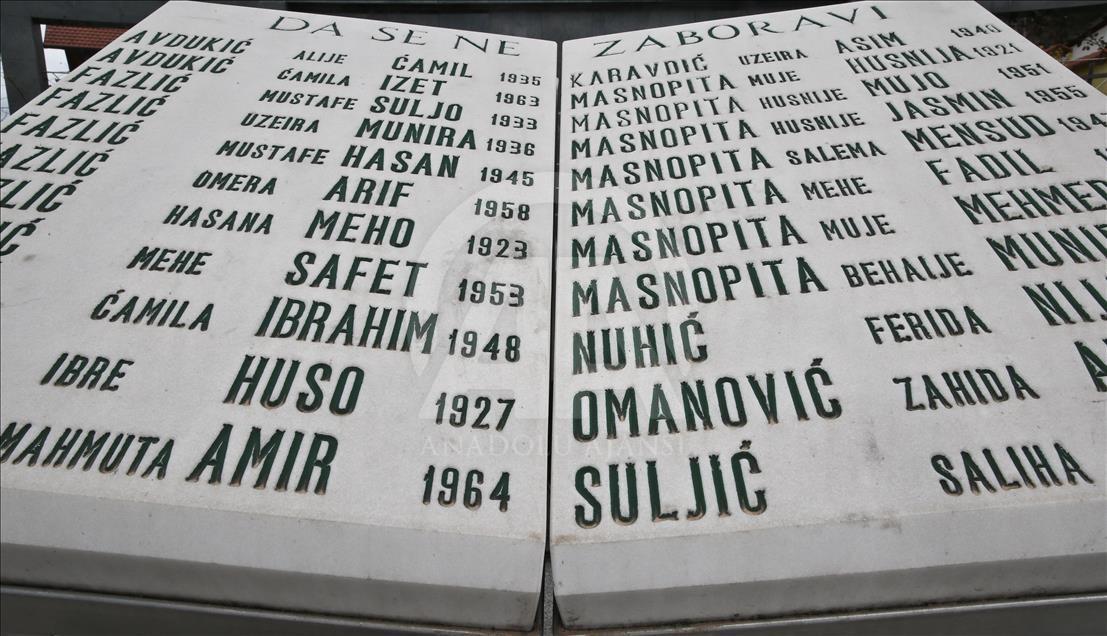 DA SE NE ZABORAVI
AVDUKIĆ ALIJE ĆAMIL 1935
AVDUKIĆ ĆAMILA IZET 1963
FAZLIĆ MUSTAFE SULJO 1933
FAZLIĆ UZEIRA MUNIRA 1936
FAZLIĆ MUSTAFE HASAN 1945
FAZLIĆ OMERA ARIF 1958
HASANA MEHO 1923
MEHE SAFET 1953
ĆAMILA IBRAHIM 1948
IBRE HUSO 1927
MAHMUTA AMIR 1964
KARAVDIĆ UZEIRA ASIM 1940
MASNOPITA MUJE HUSNIJA 1921
MASNOPITA HUSNIJE MUJO 1951
MASNOPITA HUSNIJE JASMIN 1955
MASNOPITA SALEMA MENSUD
MASNOPITA MEHE FADIL
MASNOPITA MUJE MEHMED
MASNOPITA BEHALJE
NUHIĆ FERIDA
OMANOVIĆ ZAHIDA
SULJIĆ SALIHA
ANADOLU AJANSI